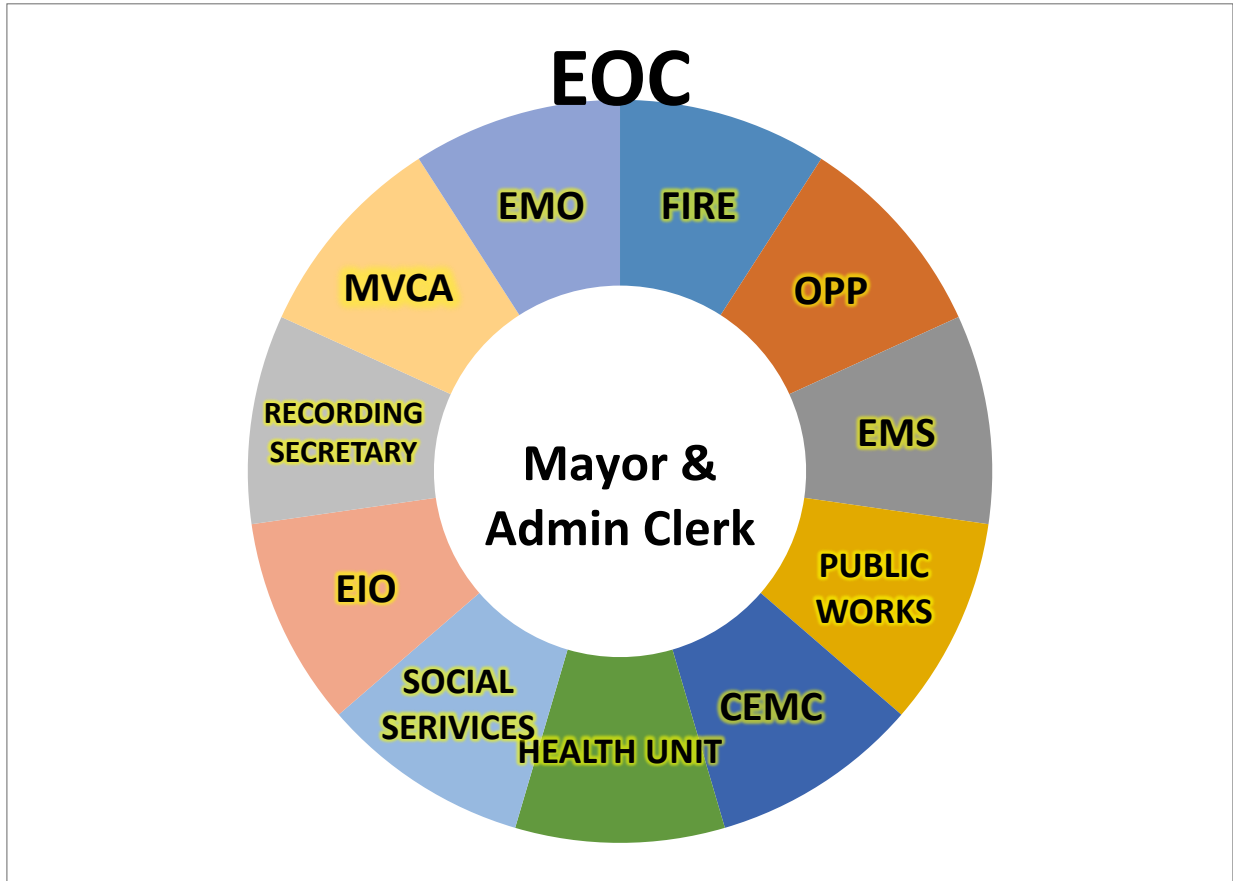 EOC
FIRE
OPP
EMS
PUBLIC
WORKS
CEMC
HEALTH UNIT
SOCIAL
SERIVICES
EIO
RECORDING
SECRETARY
MVCA
EMO
Mayor &
Admin Clerk